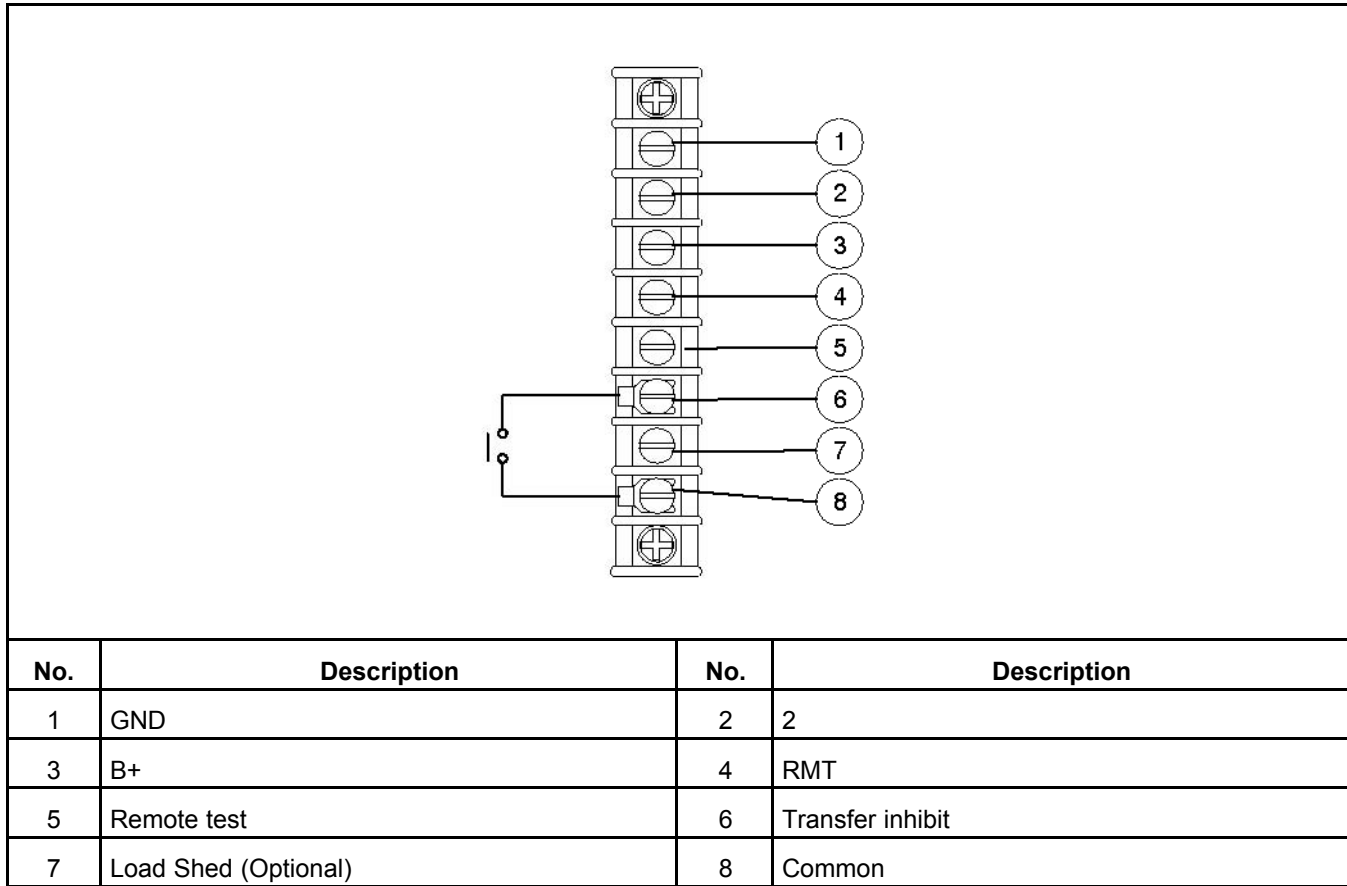 1
2
3
4
5
6
7
8
No. Description No. Description
1 GND 2 2
3 B+ 4 RMT
5 Remote test 6 Transfer inhibit
7 Load Shed (Optional) 8 Common